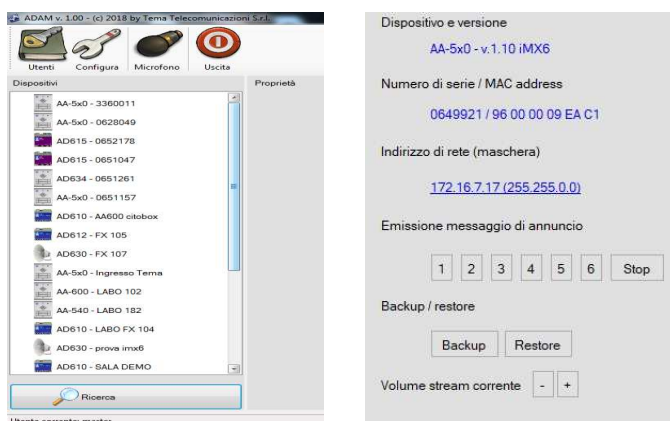 ADAM v. 1.00 - (c) 2018 by Tema Telecomunicazioni S.r.l.
Utenti Configura Microfono Uscita
Dispositivi Proprietà
AA-5x0 - 3360011
AA-5x0 - 0628049
AD615 - 0652178
AD615 - 0651047
AD634 - 0651261
AA-5x0 - 0651157
AD610 - AA600 citobox
AD612 - FX 105
AD630 - FX 107
AA-5x0 - Ingresso Tema
AA-600 - LABO 102
AA-540 - LABO 182
AD610 - LABO FX 104
AD630 - prova imx6
AD610 - SALA DEMO
Ricerca
Utente corrente: master
Dispositivo e versione
AA-5x0 - v.1.10 iMX6
Numero di serie / MAC address
0649921 / 96 00 00 09 EA C1
Indirizzo di rete (maschera)
172.16.7.17 (255.255.0.0)
Emissione messaggio di annuncio
1 2 3 4 5 6 Stop
Backup / restore
Backup Restore
Volume stream corrente - +